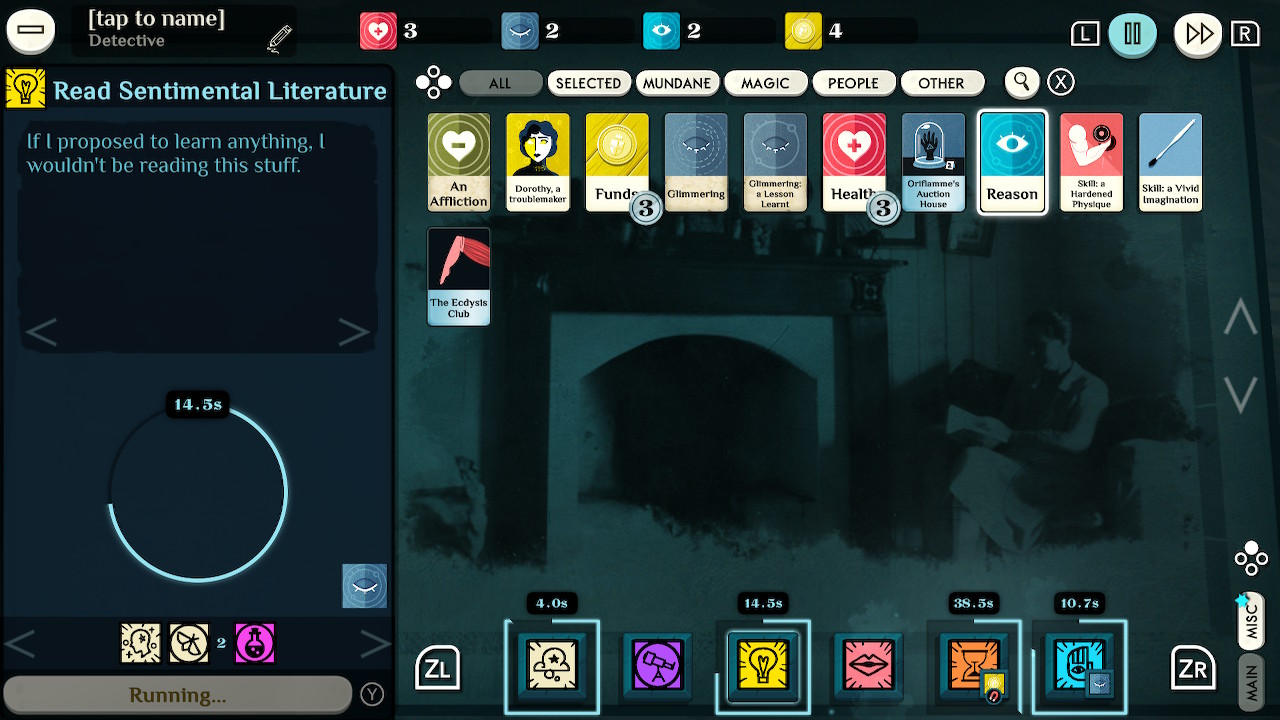 [tap to name]
Detective
3
2
2
4
L
R
Read Sentimental Literature
If I proposed to learn anything, I
wouldn't be reading this stuff.
14.5s
2
Running...
Y
ALL
SELECTED
MUNDANE
MAGIC
PEOPLE
OTHER
X
An
Affliction
Dorothy, a
troublemaker
Funds
3
Glimmering
Glimmering:
a Lesson
Learnt
Health
3
Oriflamme's
Auction
House
Reason
Skill: a
Hardened
Physique
Skill: a Vivid
Imagination
The Ecdysis
Club
4.0s
14.5s
38.5s
10.7s
ZL
ZR
MISC
MAIN